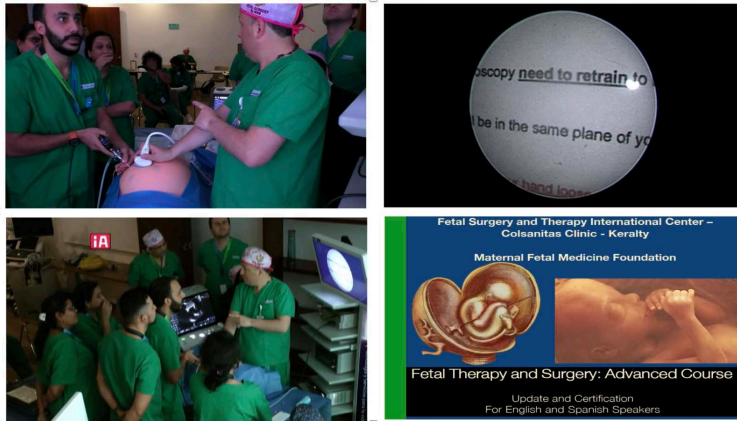 oscopy need to retrain to
t be in the same plane of yo
r hand loos
iA
Fetal Surgery and Therapy International Center –
Colsanitas Clinic - Keralty
Maternal Fetal Medicine Foundation
Fetal Therapy and Surgery: Advanced Course
Update and Certification
For English and Spanish Speakers